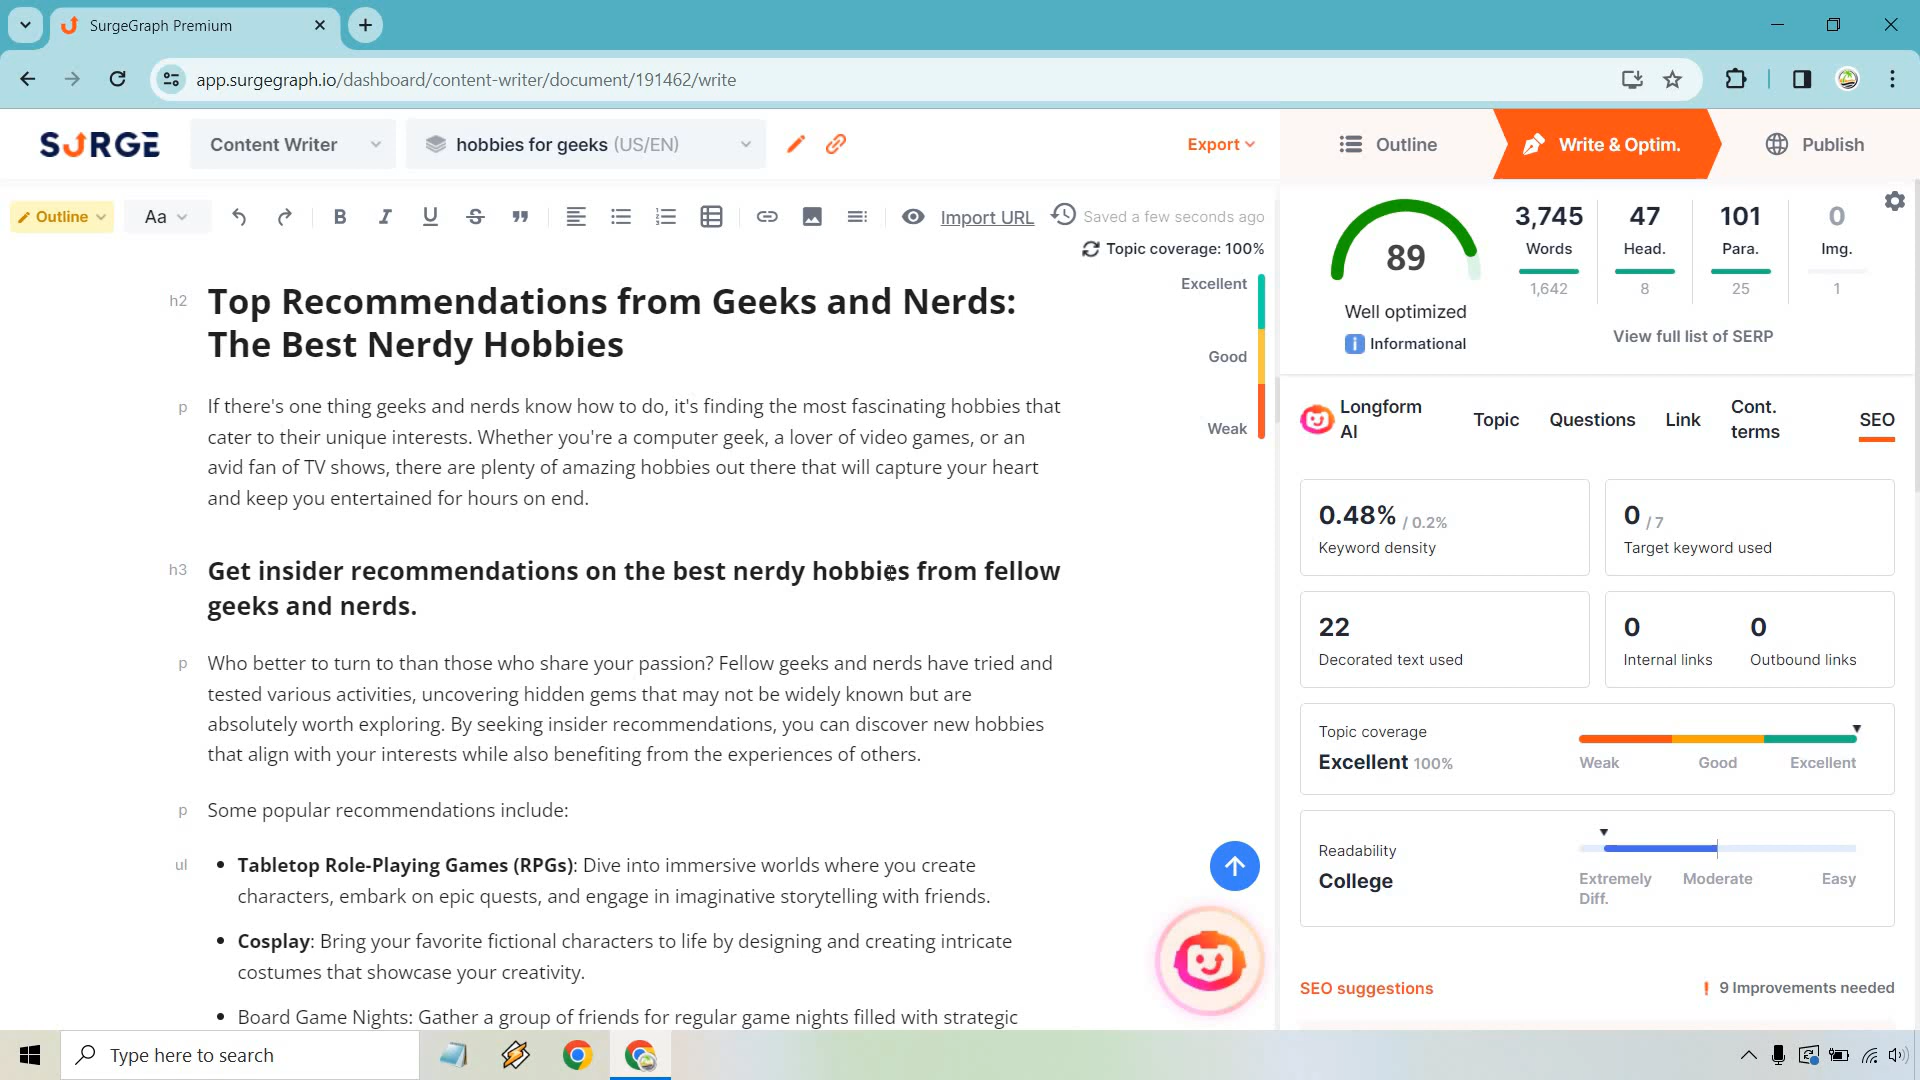 SurgeGraph Premium
app.surgegraph.io/dashboard/content-writer/document/191462/write
SURGE
Content Writer
hobbies for geeks (US/EN)
Export
Outline
Write & Optim.
Publish
Outline
Aa
Import URL
Saved a few seconds ago
Topic coverage: 100%
Excellent
Good
Weak
h2
Top Recommendations from Geeks and Nerds:
The Best Nerdy Hobbies
p
If there's one thing geeks and nerds know how to do, it's finding the most fascinating hobbies that
cater to their unique interests. Whether you're a computer geek, a lover of video games, or an
avid fan of TV shows, there are plenty of amazing hobbies out there that will capture your heart
and keep you entertained for hours on end.
h3
Get insider recommendations on the best nerdy hobbies from fellow
geeks and nerds.
p
Who better to turn to than those who share your passion? Fellow geeks and nerds have tried and
tested various activities, uncovering hidden gems that may not be widely known but are
absolutely worth exploring. By seeking insider recommendations, you can discover new hobbies
that align with your interests while also benefiting from the experiences of others.
p
Some popular recommendations include:
ul
• Tabletop Role-Playing Games (RPGs): Dive into immersive worlds where you create
characters, embark on epic quests, and engage in imaginative storytelling with friends.
• Cosplay: Bring your favorite fictional characters to life by designing and creating intricate
costumes that showcase your creativity.
• Board Game Nights: Gather a group of friends for regular game nights filled with strategic
89
Well optimized
Informational
3,745 47 101 0
Words Head. Para. Img.
1,642 8 25 1
View full list of SERP
Longform AI
Topic
Questions
Link
Cont. terms
SEO
0.48% / 0.2%
Keyword density
0 / 7
Target keyword used
22
Decorated text used
0 0
Internal links Outbound links
Topic coverage
Excellent 100%
Weak Good Excellent
Readability
College
Extremely Diff. Moderate Easy
SEO suggestions
9 Improvements needed
Type here to search